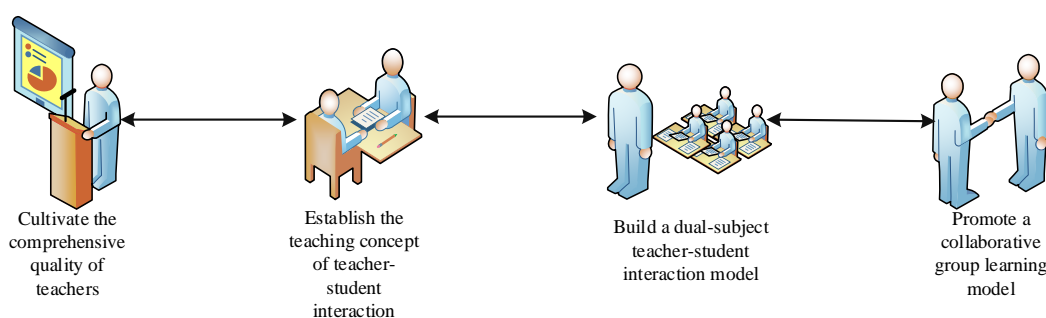 Cultivate the
comprehensive
quality of
teachers
Establish the
teaching concept
of teacher-
student
interaction
Build a dual-subject
teacher-student
interaction model
Promote a
collaborative
group learning
model